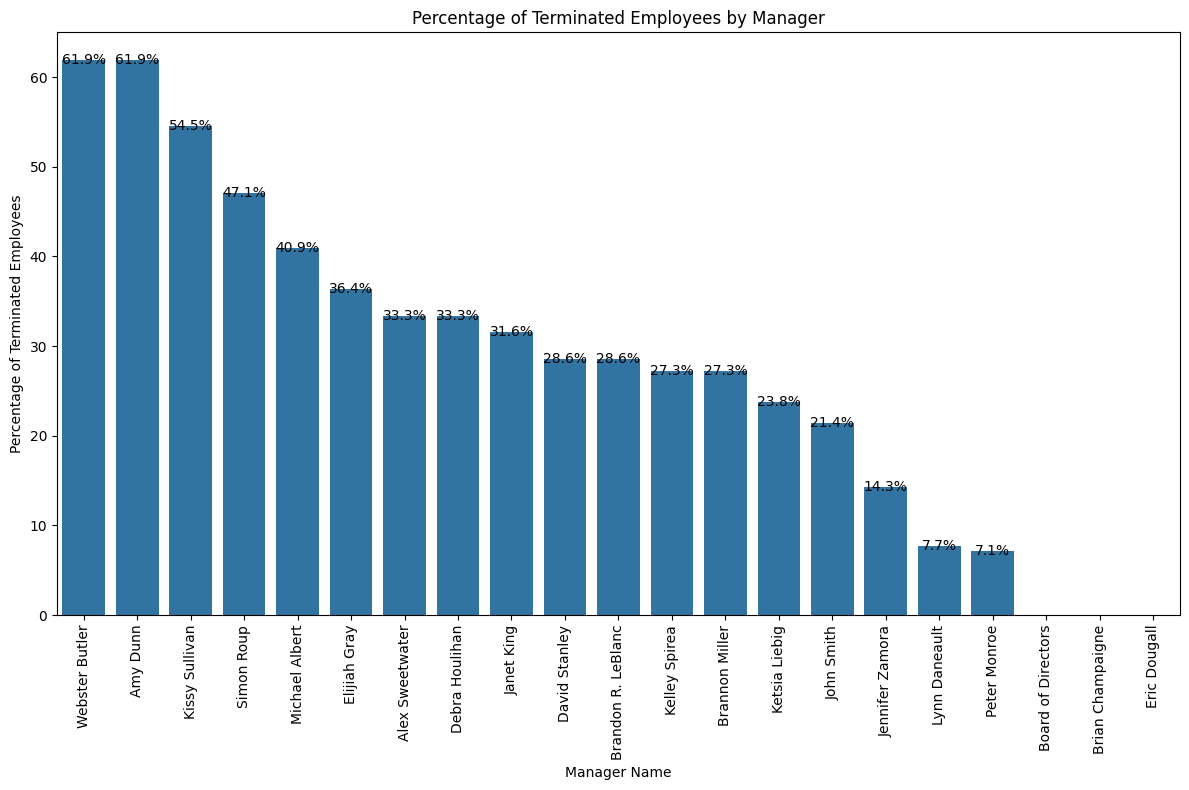 Percentage of Terminated Employees by Manager
Percentage of Terminated Employees
60
50
40
30
20
10
0
61.9%
61.9%
54.5%
47.1%
40.9%
36.4%
33.3%
33.3%
31.6%
28.6%
28.6%
27.3%
27.3%
23.8%
21.4%
14.3%
7.7%
7.1%
Webster Butler
Amy Dunn
Kissy Sullivan
Simon Roup
Michael Albert
Elijiah Gray
Alex Sweetwater
Debra Houlihan
Janet King
David Stanley
Brandon R. LeBlanc
Kelley Spirea
Brannon Miller
Ketsia Liebig
John Smith
Jennifer Zamora
Lynn Daneault
Peter Monroe
Board of Directors
Brian Champaigne
Eric Dougall
Manager Name